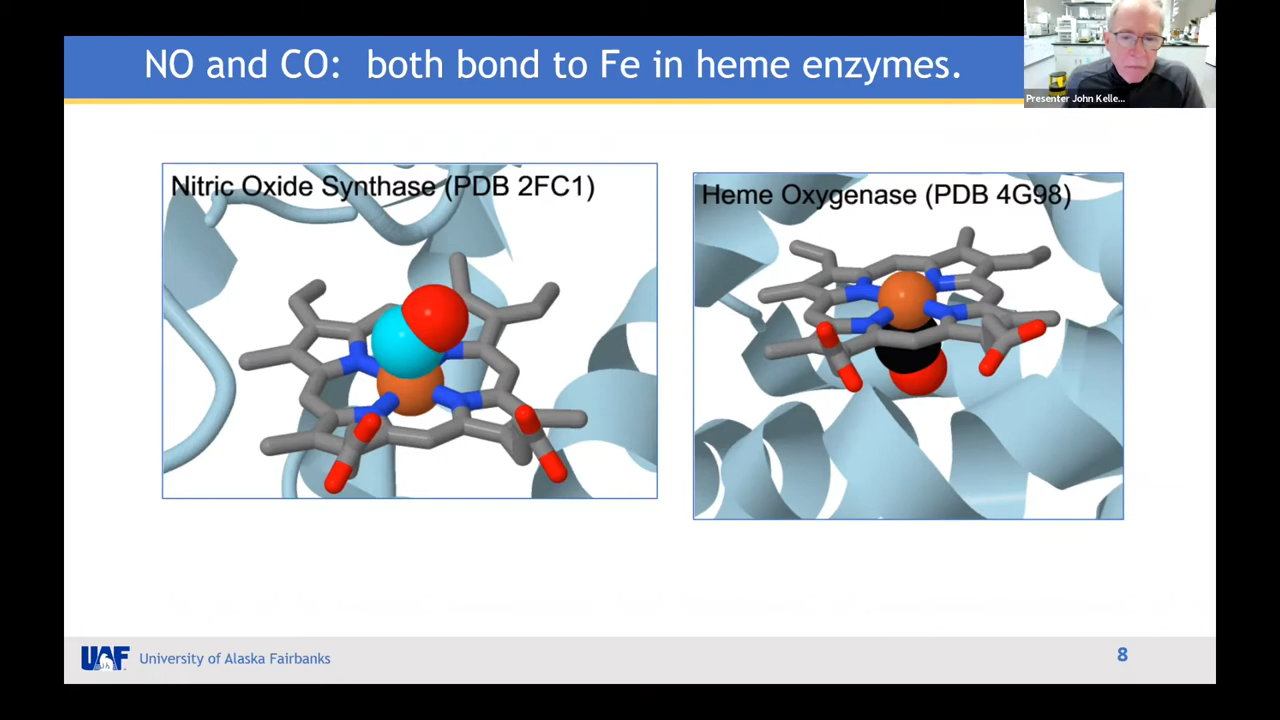 NO and CO: both bond to Fe in heme enzymes.
Presenter John Kelle...
Nitric Oxide Synthase (PDB 2FC1)
Heme Oxygenase (PDB 4G98)
UAF
University of Alaska Fairbanks
8